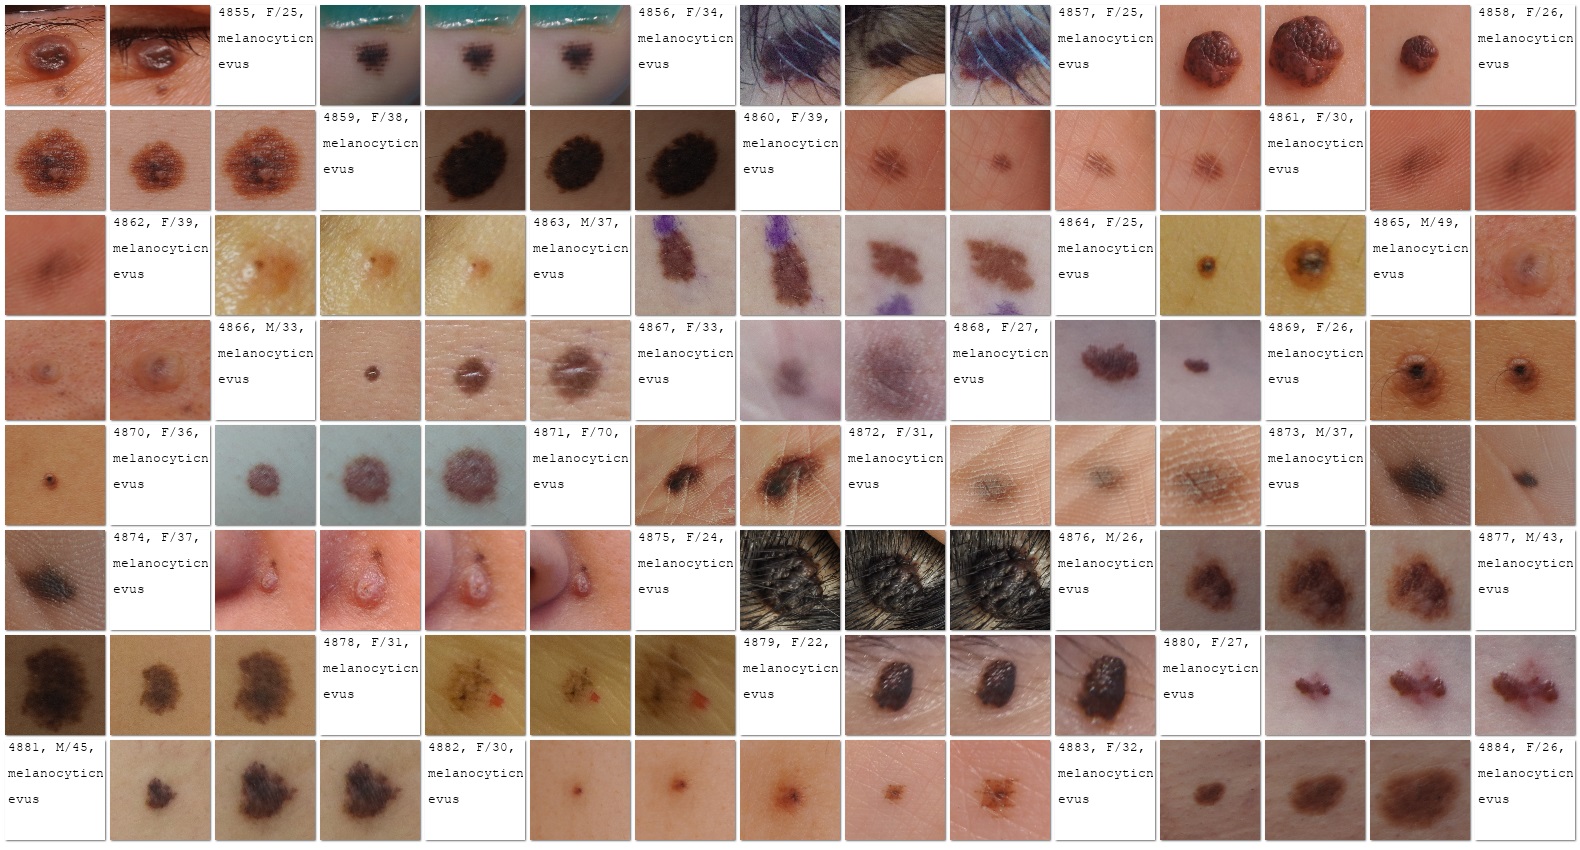 4855, F/25,
melanocyticn
evus
4856, F/34,
melanocyticn
evus
4857, F/25,
melanocyticn
evus
4858, F/26,
melanocyticn
evus
4859, F/38,
melanocyticn
evus
4860, F/39,
melanocyticn
evus
4861, F/30,
melanocyticn
evus
4862, F/39,
melanocyticn
evus
4863, M/37,
melanocyticn
evus
4864, F/25,
melanocyticn
evus
4865, M/49,
melanocyticn
evus
4866, M/33,
melanocyticn
evus
4867, F/33,
melanocyticn
evus
4868, F/27,
melanocyticn
evus
4869, F/26,
melanocyticn
evus
4870, F/36,
melanocyticn
evus
4871, F/70,
melanocyticn
evus
4872, F/31,
melanocyticn
evus
4873, M/37,
melanocyticn
evus
4874, F/37,
melanocyticn
evus
4875, F/24,
melanocyticn
evus
4876, M/26,
melanocyticn
evus
4877, M/43,
melanocyticn
evus
4878, F/31,
melanocyticn
evus
4879, F/22,
melanocyticn
evus
4880, F/27,
melanocyticn
evus
4881, M/45,
melanocyticn
evus
4882, F/30,
melanocyticn
evus
4883, F/32,
melanocyticn
evus
4884, F/26,
melanocyticn
evus